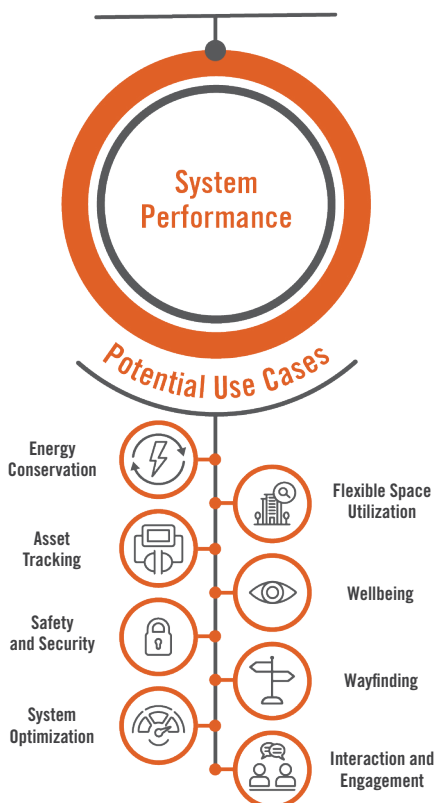 System
Performance
Potential Use Cases
Energy
Conservation
Flexible Space
Utilization
Asset
Tracking
Wellbeing
Safety
and Security
Wayfinding
System
Optimization
Interaction and
Engagement